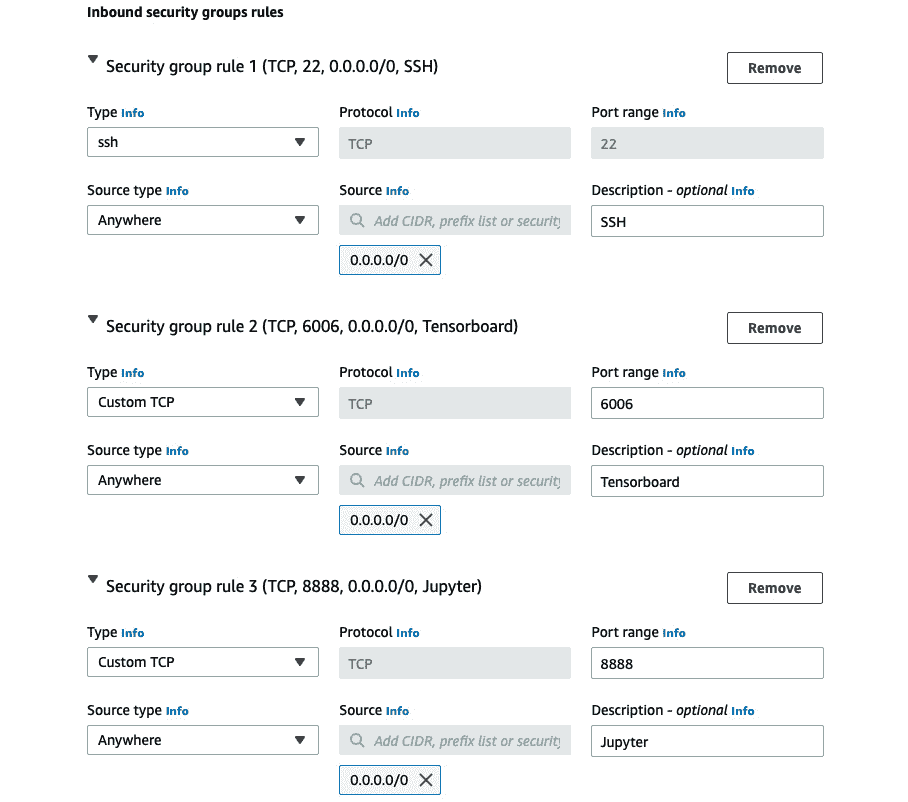 Inbound security groups rules
Security group rule 1 (TCP, 22, 0.0.0.0/0, SSH)
Remove
Type Info
Protocol Info
Port range Info
ssh
TCP
22
Source type Info
Source Info
Description - optional Info
Anywhere
Add CIDR, prefix list or security
SSH
0.0.0.0/0
Security group rule 2 (TCP, 6006, 0.0.0.0/0, Tensorboard)
Remove
Type Info
Protocol Info
Port range Info
Custom TCP
TCP
6006
Source type Info
Source Info
Description - optional Info
Anywhere
Add CIDR, prefix list or security
Tensorboard
0.0.0.0/0
Security group rule 3 (TCP, 8888, 0.0.0.0/0, Jupyter)
Remove
Type Info
Protocol Info
Port range Info
Custom TCP
TCP
8888
Source type Info
Source Info
Description - optional Info
Anywhere
Add CIDR, prefix list or security
Jupyter
0.0.0.0/0